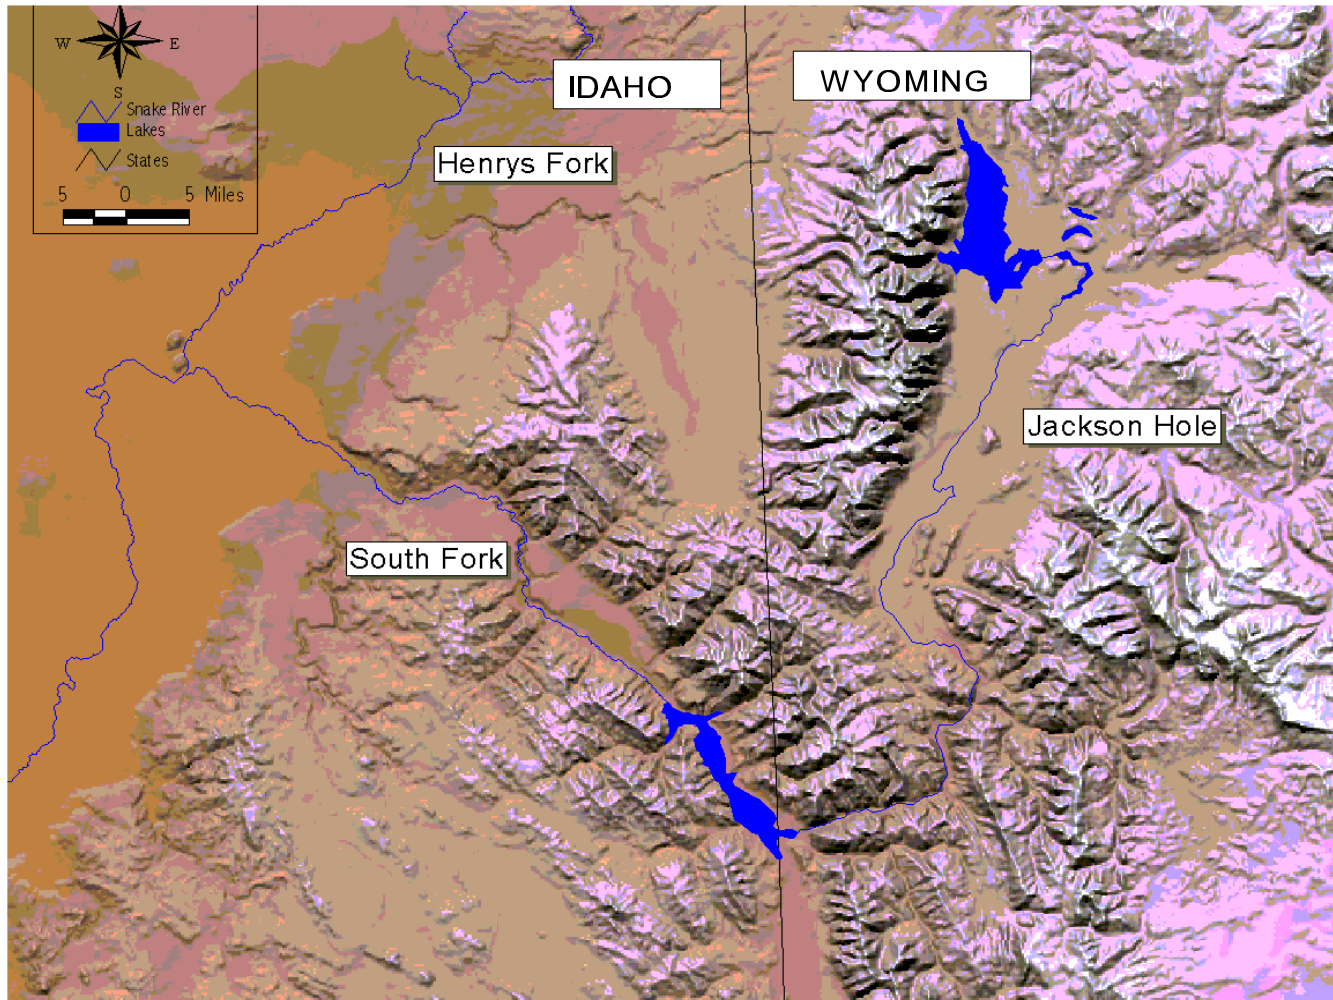 W E
S
Snake River
Lakes
States
5 0 5 Miles
IDAHO
WYOMING
Henrys Fork
Jackson Hole
South Fork